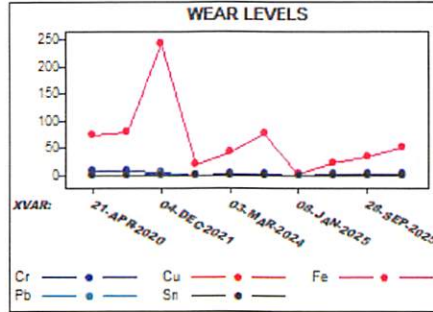 WEAR LEVELS
250
200
150
100
50
0
XVAR:
21-APR-2020
04-DEC-2021
03-MAR-2024
08-JAN-2025
26-SEP-2025
Cr
Cu
Fe
Pb
Sn